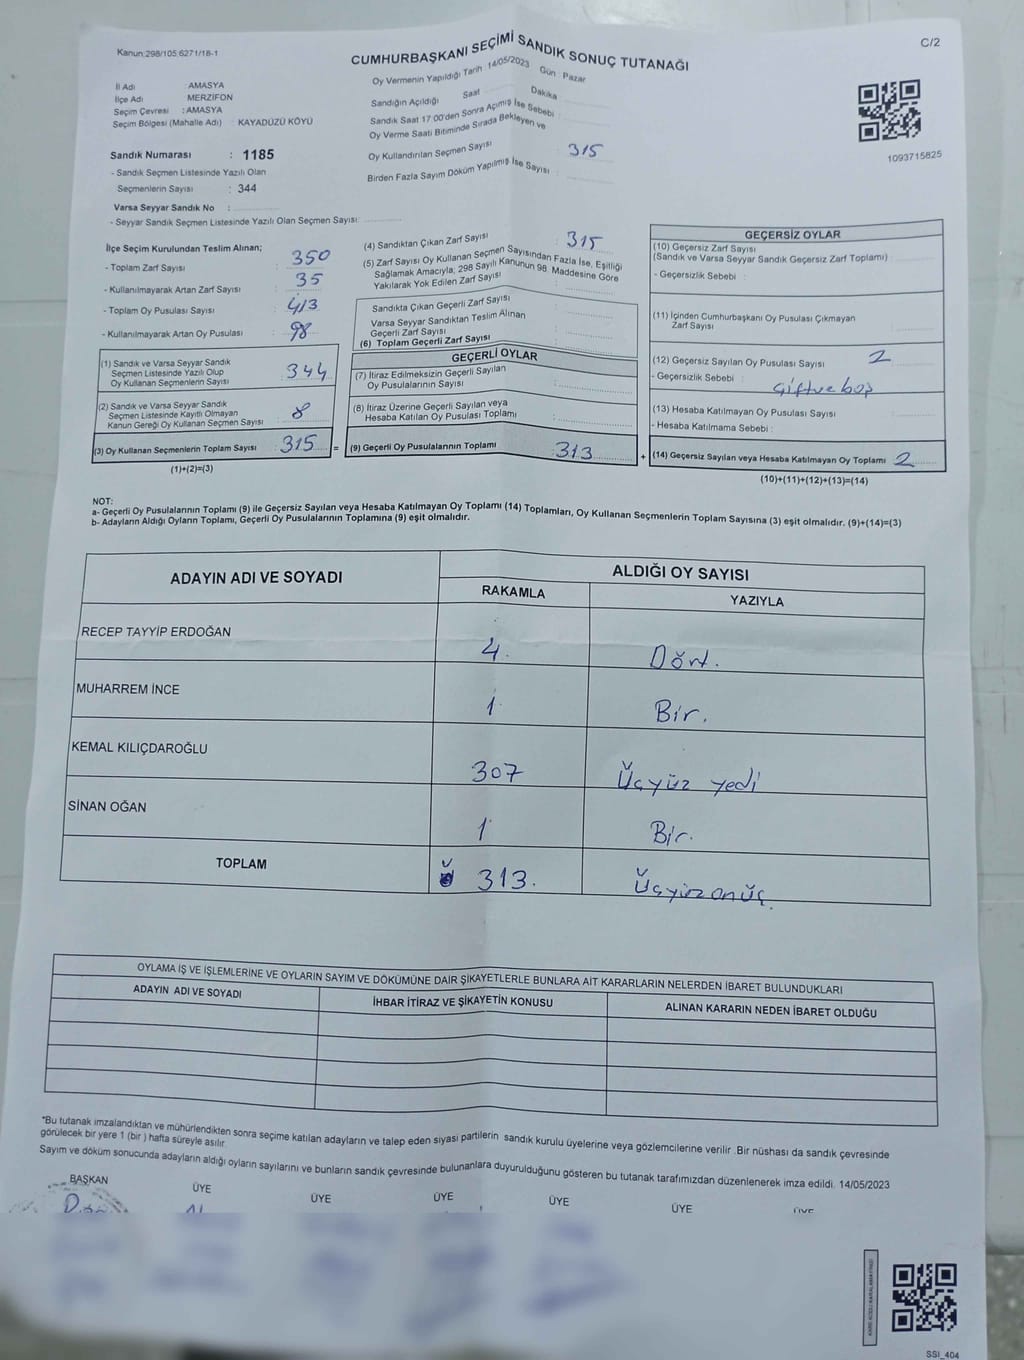 Kanun:298/105,6271/18-1
C/2
CUMHURBAŞKANI SEÇİMİ SANDIK SONUÇ TUTANAĞI
Oy Vermenin Yapıldığı Tarih 14/05/2023 Gün : Pazar
İl Adı : AMASYA
İlçe Adı MERZİFON
Seçim Çevresi : AMASYA
Seçim Bölgesi (Mahalle Adı) : KAYADÜZÜ KÖYÜ
Sandığın Açıldığı Saat Dakika
Sandık Saat 17:00'den Sonra Açımış İse Sebebi :
Oy Verme Saati Bitiminde Sırada Bekleyen ve
Oy Kullandırılan Seçmen Sayısı 315
Birden Fazla Sayım Döküm Yapılmış İse Sayısı :
1093715825
Sandık Numarası : 1185
- Sandık Seçmen Listesinde Yazılı Olan
Seçmenlerin Sayısı : 344
Varsa Seyyar Sandık No :
- Seyyar Sandık Seçmen Listesinde Yazılı Olan Seçmen Sayısı:
İlçe Seçim Kurulundan Teslim Alınan;
- Toplam Zarf Sayısı : 350
- Kullanılmayarak Artan Zarf Sayısı : 35
- Toplam Oy Pusulası Sayısı : 413
- Kullanılmayarak Artan Oy Pusulası : 98
(1) Sandık ve Varsa Seyyar Sandık
Seçmen Listesinde Yazılı Olup
Oy Kullanan Seçmenlerin Sayısı : 344
(2) Sandık ve Varsa Seyyar Sandık
Seçmen Listesinde Kayıtlı Olmayan
Kanun Gereği Oy Kullanan Seçmen Sayısı : 8
(3) Oy Kullanan Seçmenlerin Toplam Sayısı : 315 =
(1)+(2)=(3)
(4) Sandıktan Çıkan Zarf Sayısı : 315
(5) Zarf Sayısı Oy Kullanan Seçmen Sayısından Fazla İse, Eşitliği
Sağlamak Amacıyla; 298 Sayılı Kanunun 98. Maddesine Göre
Yakılarak Yok Edilen Zarf Sayısı :
Sandıkta Çıkan Geçerli Zarf Sayısı :
Varsa Seyyar Sandıktan Teslim Alınan
Geçerli Zarf Sayısı :
(6) Toplam Geçerli Zarf Sayısı :
GEÇERLİ OYLAR
(7) İtiraz Edilmeksizin Geçerli Sayılan
Oy Pusulalarının Sayısı :
(8) İtiraz Üzerine Geçerli Sayılan veya
Hesaba Katılan Oy Pusulası Toplamı :
(9) Geçerli Oy Pusulalarının Toplamı : 313 +
GEÇERSİZ OYLAR
(10) Geçersiz Zarf Sayısı
(Sandık ve Varsa Seyyar Sandık Geçersiz Zarf Toplamı) :
- Geçersizlik Sebebi :
(11) İçinden Cumhurbaşkanı Oy Pusulası Çıkmayan
Zarf Sayısı :
(12) Geçersiz Sayılan Oy Pusulası Sayısı : 2
- Geçersizlik Sebebi : Çift ve boş
(13) Hesaba Katılmayan Oy Pusulası Sayısı :
- Hesaba Katılmama Sebebi :
(14) Geçersiz Sayılan veya Hesaba Katılmayan Oy Toplamı : 2
(10)+(11)+(12)+(13)=(14)
NOT:
a- Geçerli Oy Pusulalarının Toplamı (9) ile Geçersiz Sayılan veya Hesaba Katılmayan Oy Toplamı (14) Toplamları, Oy Kullanan Seçmenlerin Toplam Sayısına (3) eşit olmalıdır. (9)+(14)=(3)
b- Adayların Aldığı Oyların Toplamı, Geçerli Oy Pusulalarının Toplamına (9) eşit olmalıdır.
ADAYIN ADI VE SOYADI
ALDIĞI OY SAYISI
RAKAMLA YAZIYLA
RECEP TAYYİP ERDOĞAN 4. Dört.
MUHARREM İNCE 1 Bir.
KEMAL KILIÇDAROĞLU 307 Üçyüz yedi
SİNAN OĞAN 1 Bir.
TOPLAM 313. Üçyüzonüç.
OYLAMA İŞ VE İŞLEMLERİNE VE OYLARIN SAYIM VE DÖKÜMÜNE DAİR ŞİKAYETLERLE BUNLARA AİT KARARLARIN NELERDEN İBARET BULUNDUKLARI
ADAYIN ADI VE SOYADI İHBAR İTİRAZ VE ŞİKAYETİN KONUSU ALINAN KARARIN NEDEN İBARET OLDUĞU
*Bu tutanak imzalandıktan ve mühürlendikten sonra seçime katılan adayların ve talep eden siyasi partilerin sandık kurulu üyelerine veya gözlemcilerine verilir .Bir nüshası da sandık çevresinde
görülecek bir yere 1 (bir ) hafta süreyle asılır.
Sayım ve döküm sonucunda adayların aldığı oyların sayılarını ve bunların sandık çevresinde bulunanlara duyurulduğunu gösteren bu tutanak tarafımızdan düzenlenerek imza edildi. 14/05/2023
BAŞKAN ÜYE ÜYE ÜYE ÜYE ÜYE ÜYE
SSI_404